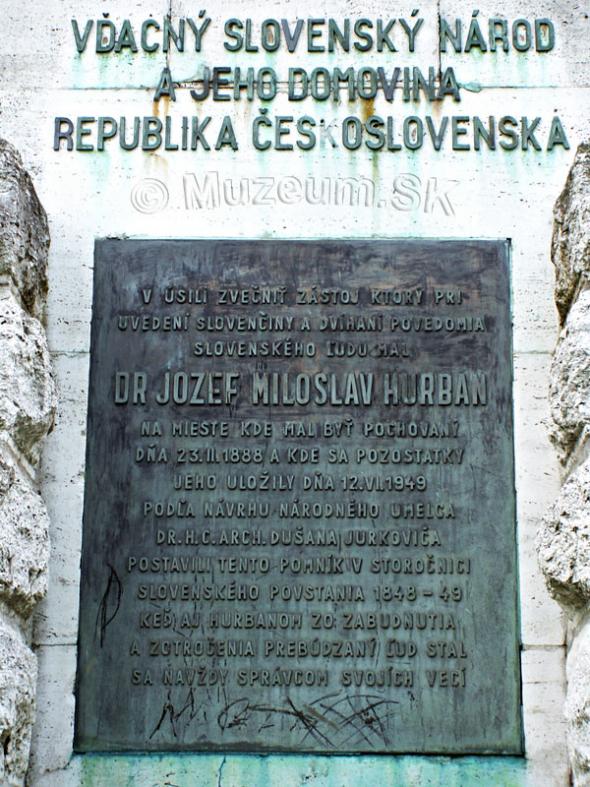 VĎAČNÝ SLOVENSKÝ NÁROD
A JEHO DOMOVINA
REPUBLIKA ČESKOSLOVENSKÁ
© Muzeum.SK
V ÚSILÍ ZVEČNIŤ ZÁSTOJ KTORÝ PRI
UVEDENÍ SLOVENČINY A DVÍHANÍ POVEDOMIA
SLOVENSKÉHO ĽUDU MAL
DR JOZEF MILOSLAV HURBAN
NA MIESTE KDE MAL BYŤ POCHOVANÝ
DŇA 23.II.1888 A KDE SA POZOSTATKY
JEHO ULOŽILY DŇA 12.VI.1949
PODĽA NÁVRHU NÁRODNÉHO UMELCA
DR.H.C.ARCH.DUŠANA JURKOVIČA
POSTAVILI TENTO POMNÍK V STOROČNICI
SLOVENSKÉHO POVSTANIA 1848-49
KEĎ AJ HURBANOM ZO ZABUDNUTIA
A ZOTROČENIA PREBÚDZANÝ ĽUD STAL
SA NAVŽDY SPRÁVCOM SVOJÍCH VECÍ